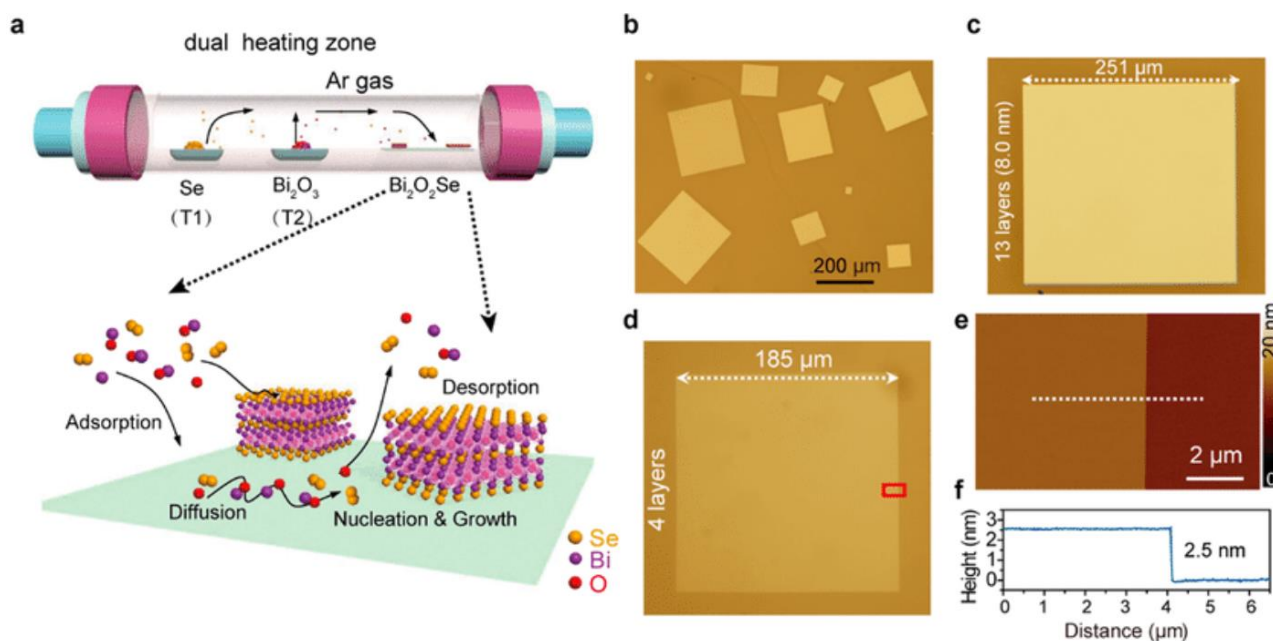 a
dual heating zone
Ar gas
Se
(T1)
Bi₂O₃
(T2)
Bi₂O₂Se
Adsorption
Desorption
Diffusion
Nucleation & Growth
Se
Bi
O
b
200 µm
c
251 µm
13 layers (8.0 nm)
d
185 µm
4 layers
e
20 nm
0
2 µm
f
Height (nm)
3
2
1
0
2.5 nm
0 1 2 3 4 5 6
Distance (µm)